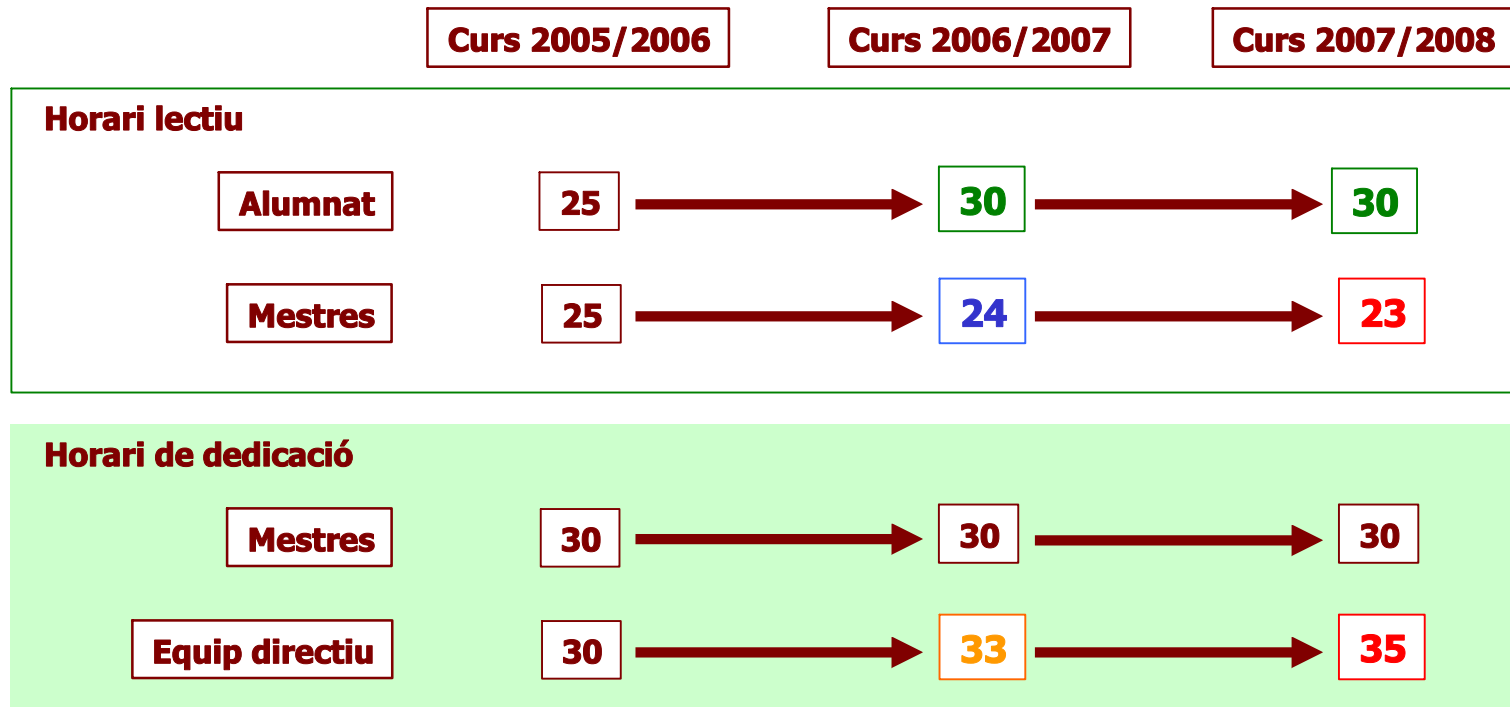 Curs 2005/2006 Curs 2006/2007 Curs 2007/2008
Horari lectiu
Alumnat 25 30 30
Mestres 25 24 23
Horari de dedicació
Mestres 30 30 30
Equip directiu 30 33 35